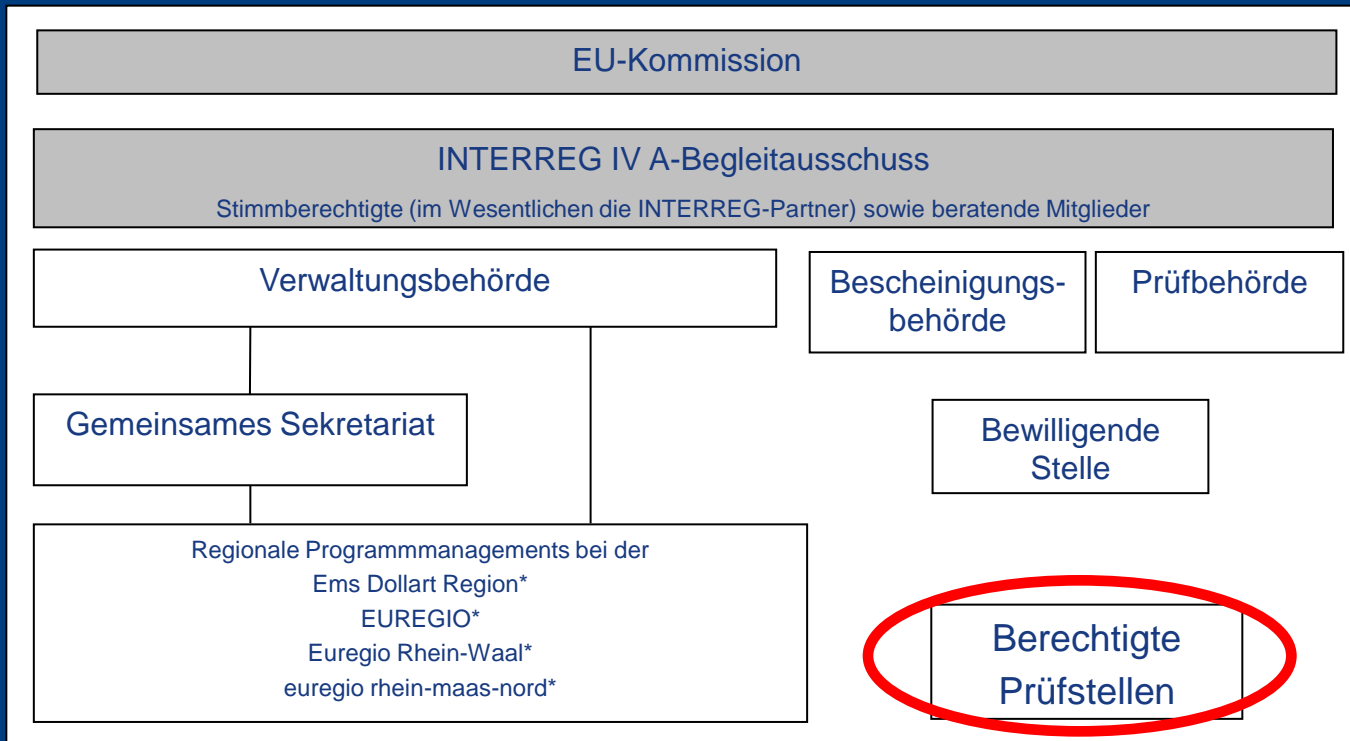 EU-Kommission
INTERREG IV A-Begleitausschuss
Stimmberechtigte (im Wesentlichen die INTERREG-Partner) sowie beratende Mitglieder
Verwaltungsbehörde
Bescheinigungs-
behörde
Prüfbehörde
Gemeinsames Sekretariat
Bewilligende
Stelle
Regionale Programmmanagements bei der
Ems Dollart Region*
EUREGIO*
Euregio Rhein-Waal*
euregio rhein-maas-nord*
Berechtigte
Prüfstellen